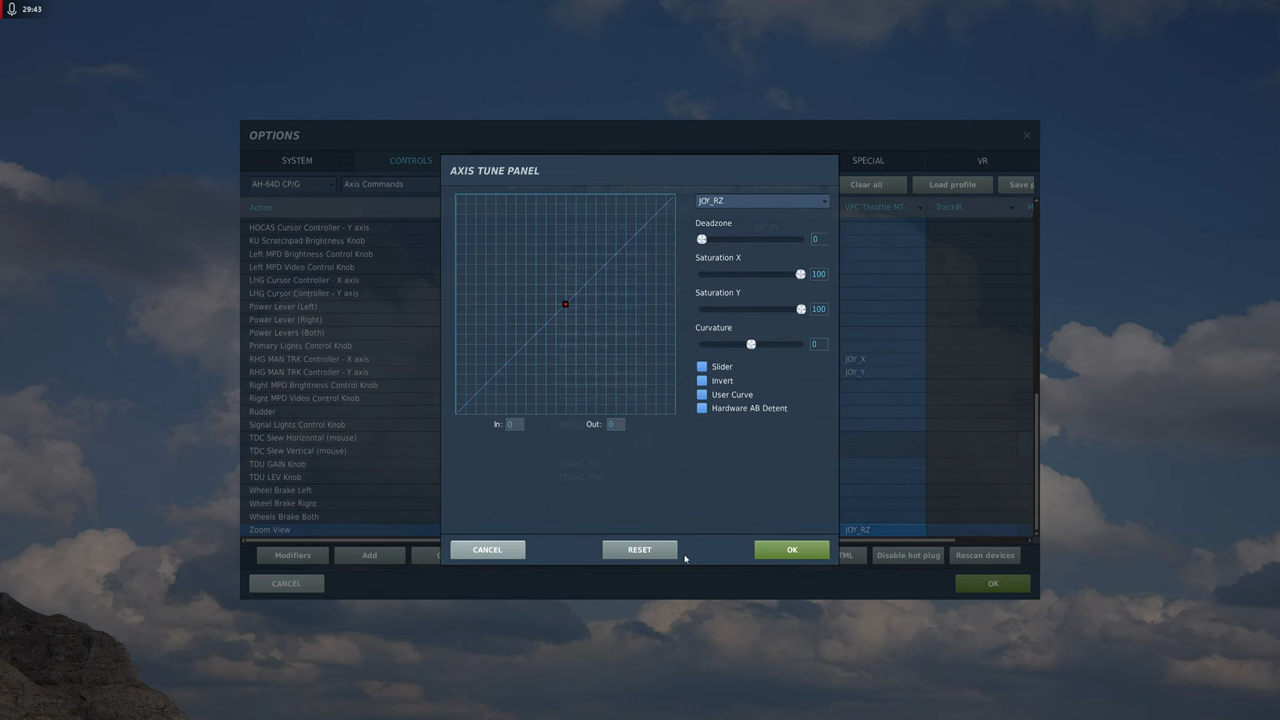 29:43
OPTIONS
SYSTEM
CONTROLS
SPECIAL
VR
AH-64D CP/G
Axis Commands
Clear all
Load profile
Save p
Action
VPC Throttle MT-...
TrackIR
M
HOCAS Cursor Controller - Y axis
KU Scratchpad Brightness Knob
Left MPD Brightness Control Knob
Left MPD Video Control Knob
LHG Cursor Controller - X axis
LHG Cursor Controller - Y axis
Power Lever (Left)
Power Lever (Right)
Power Levers (Both)
Primary Lights Control Knob
RHG MAN TRK Controller - X axis
JOY_X
RHG MAN TRK Controller - Y axis
JOY_Y
Right MPD Brightness Control Knob
Right MPD Video Control Knob
Rudder
Signal Lights Control Knob
TDC Slew Horizontal (mouse)
TDC Slew Vertical (mouse)
TDU GAIN Knob
TDU LEV Knob
Wheel Brake Left
Wheel Brake Right
Wheels Brake Both
Zoom View
JOY_RZ
AXIS TUNE PANEL
JOY_RZ
Deadzone
0
Saturation X
100
Saturation Y
100
Curvature
0
Slider
Invert
User Curve
Hardware AB Detent
In: 0
Out: 0
CANCEL
RESET
OK
Modifiers
Add
TML
Disable hot plug
Rescan devices
CANCEL
OK